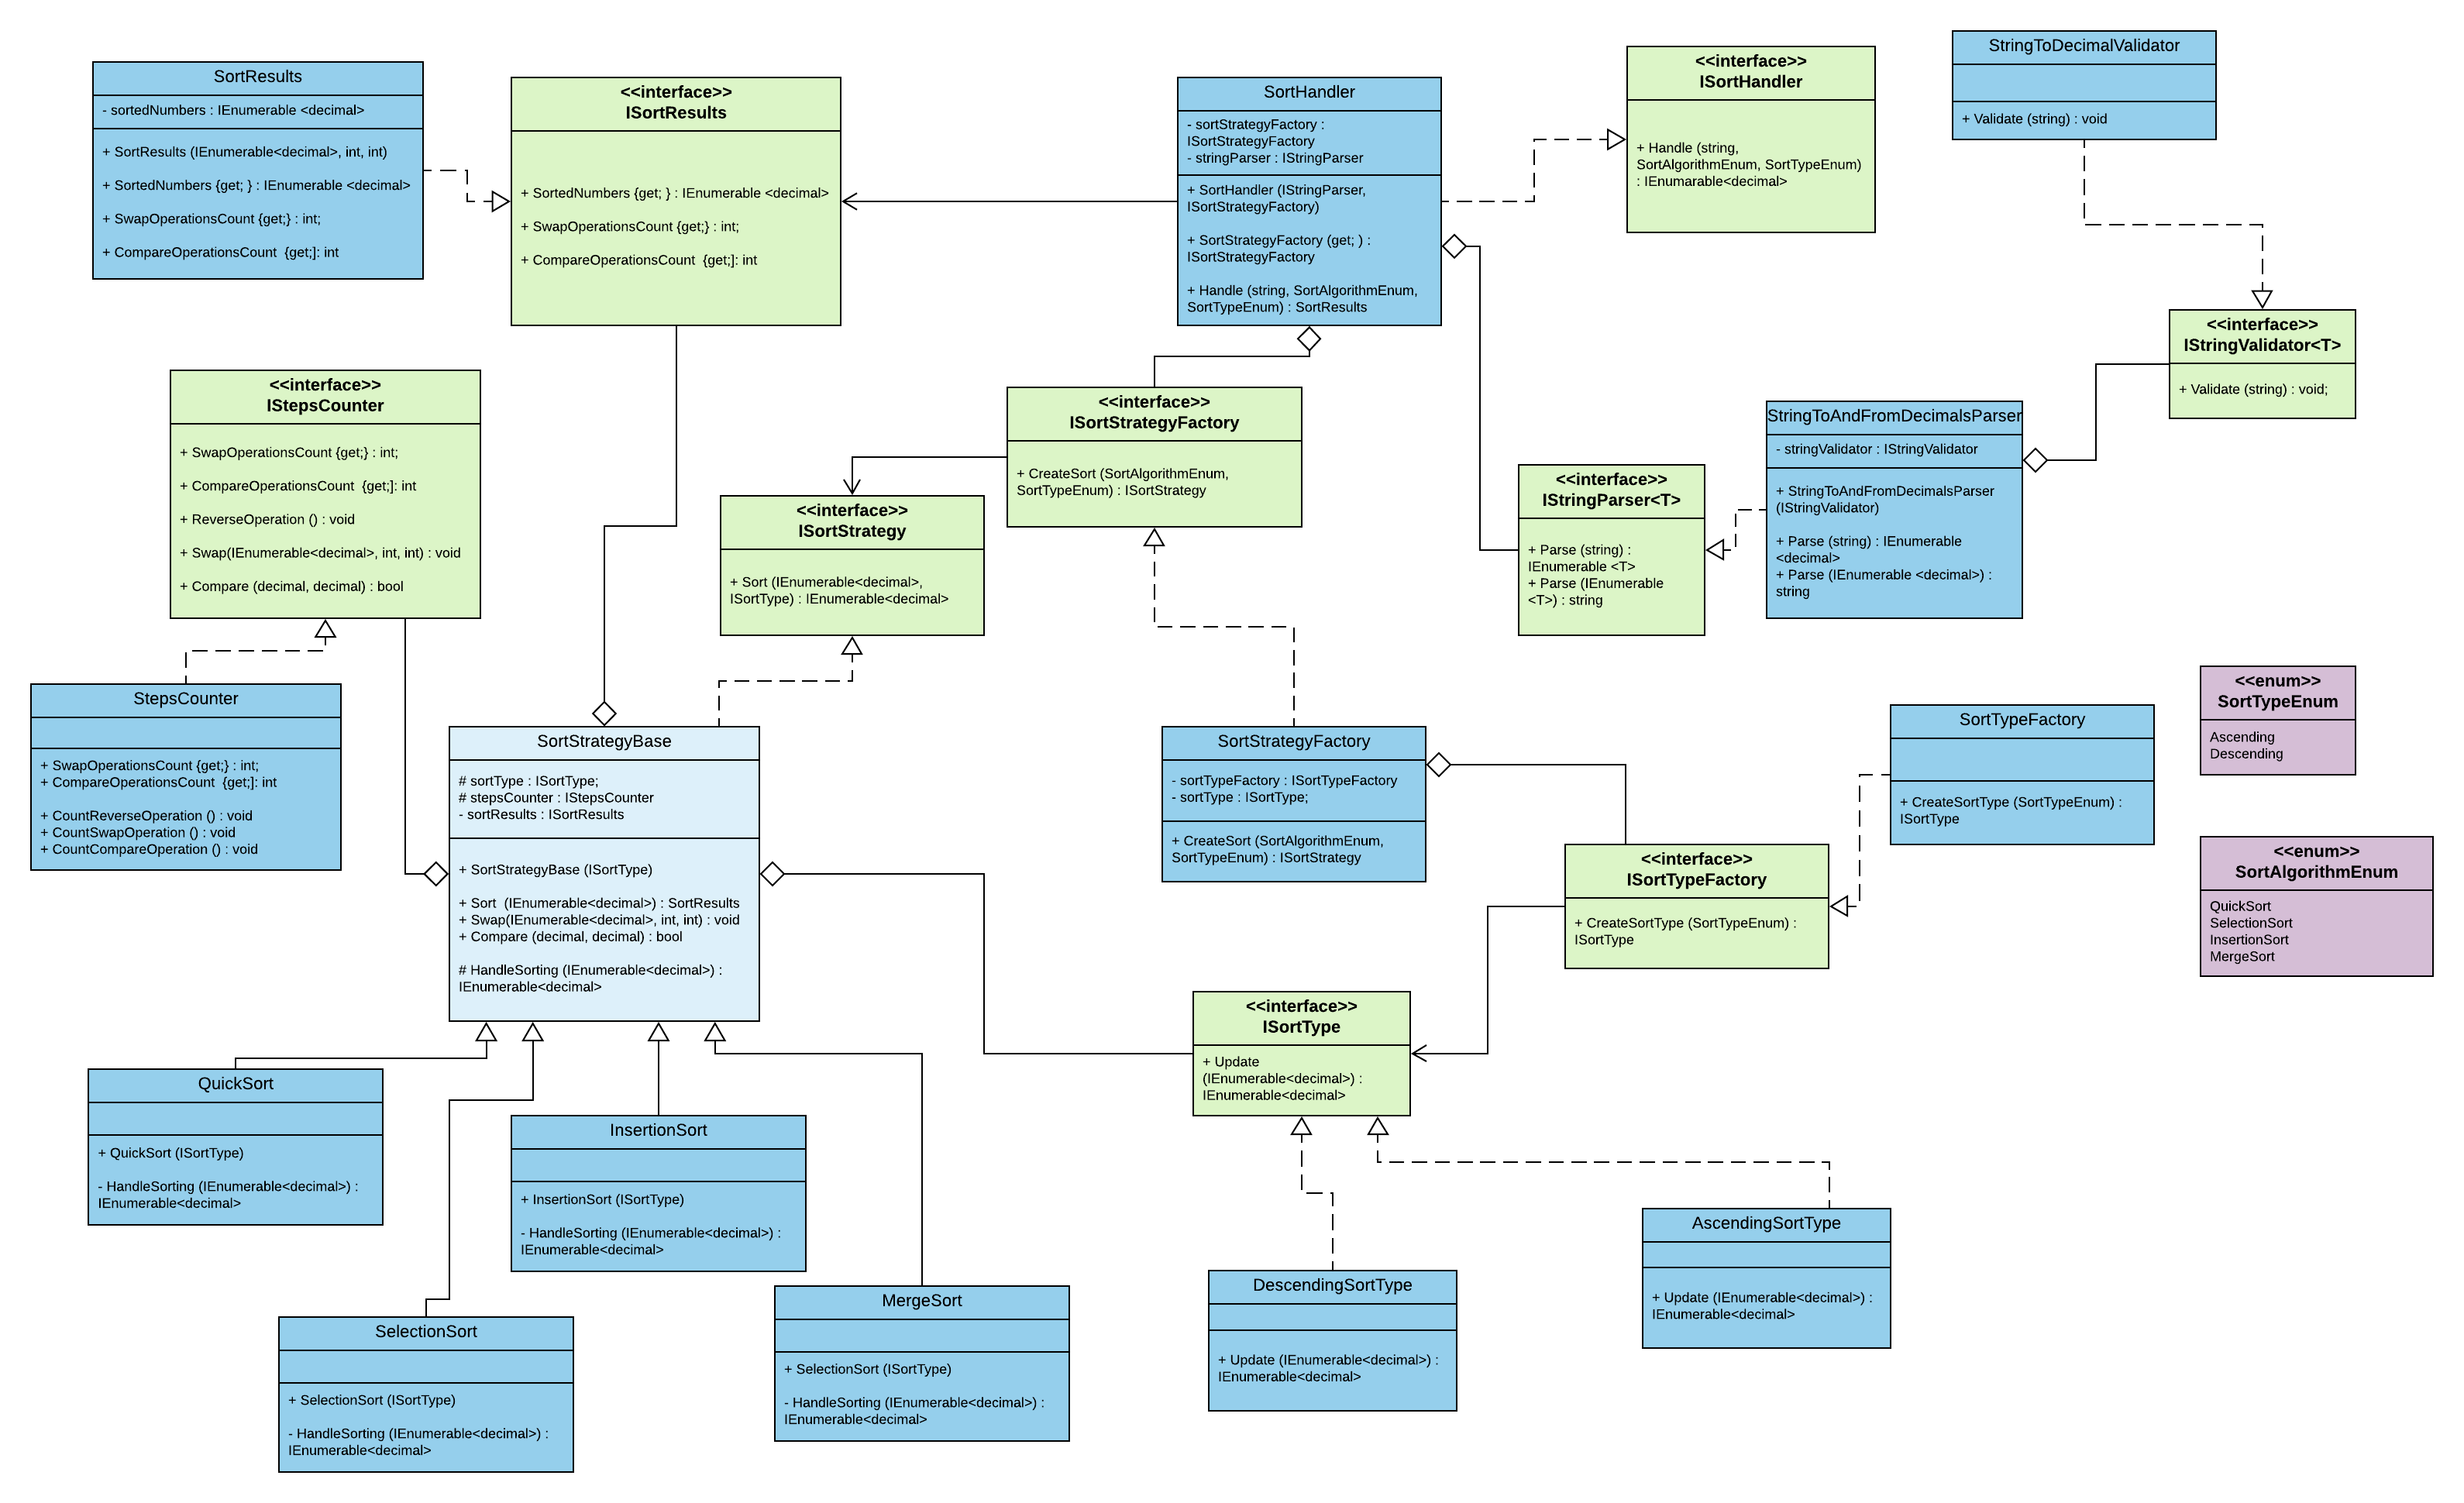 SortResults
- sortedNumbers : IEnumerable <decimal>
+ SortResults (IEnumerable<decimal>, int, int)
+ SortedNumbers {get; } : IEnumerable <decimal>
+ SwapOperationsCount {get;} : int;
+ CompareOperationsCount  {get;]: int
<<interface>>
ISortResults
+ SortedNumbers {get; } : IEnumerable <decimal>
+ SwapOperationsCount {get;} : int;
+ CompareOperationsCount  {get;]: int
SortHandler
- sortStrategyFactory :
ISortStrategyFactory
- stringParser : IStringParser
+ SortHandler (IStringParser,
ISortStrategyFactory)
+ SortStrategyFactory (get; ) :
ISortStrategyFactory
+ Handle (string, SortAlgorithmEnum,
SortTypeEnum) : SortResults
<<interface>>
ISortHandler
+ Handle (string,
SortAlgorithmEnum, SortTypeEnum)
: IEnumarable<decimal>
StringToDecimalValidator
+ Validate (string) : void
<<interface>>
IStringValidator<T>
+ Validate (string) : void;
<<interface>>
IStepsCounter
+ SwapOperationsCount {get;} : int;
+ CompareOperationsCount  {get;]: int
+ ReverseOperation () : void
+ Swap(IEnumerable<decimal>, int, int) : void
+ Compare (decimal, decimal) : bool
<<interface>>
ISortStrategyFactory
+ CreateSort (SortAlgorithmEnum,
SortTypeEnum) : ISortStrategy
StringToAndFromDecimalsParser
- stringValidator : IStringValidator
+ StringToAndFromDecimalsParser
(IStringValidator)
+ Parse (string) : IEnumerable
<decimal>
+ Parse (IEnumerable <decimal>) :
string
<<interface>>
IStringParser<T>
+ Parse (string) :
IEnumerable <T>
+ Parse (IEnumerable
<T>) : string
<<interface>>
ISortStrategy
+ Sort (IEnumerable<decimal>,
ISortType) : IEnumerable<decimal>
StepsCounter
+ SwapOperationsCount {get;} : int;
+ CompareOperationsCount  {get;]: int
+ CountReverseOperation () : void
+ CountSwapOperation () : void
+ CountCompareOperation () : void
SortStrategyBase
# sortType : ISortType;
# stepsCounter : IStepsCounter
- sortResults : ISortResults
+ SortStrategyBase (ISortType)
+ Sort  (IEnumerable<decimal>) : SortResults
+ Swap(IEnumerable<decimal>, int, int) : void
+ Compare (decimal, decimal) : bool
# HandleSorting (IEnumerable<decimal>) :
IEnumerable<decimal>
SortStrategyFactory
- sortTypeFactory : ISortTypeFactory
- sortType : ISortType;
+ CreateSort (SortAlgorithmEnum,
SortTypeEnum) : ISortStrategy
SortTypeFactory
+ CreateSortType (SortTypeEnum) :
ISortType
<<enum>>
SortTypeEnum
Ascending
Descending
<<interface>>
ISortTypeFactory
+ CreateSortType (SortTypeEnum) :
ISortType
<<enum>>
SortAlgorithmEnum
QuickSort
SelectionSort
InsertionSort
MergeSort
<<interface>>
ISortType
+ Update
(IEnumerable<decimal>) :
IEnumerable<decimal>
QuickSort
+ QuickSort (ISortType)
- HandleSorting (IEnumerable<decimal>) :
IEnumerable<decimal>
InsertionSort
+ InsertionSort (ISortType)
- HandleSorting (IEnumerable<decimal>) :
IEnumerable<decimal>
AscendingSortType
+ Update (IEnumerable<decimal>) :
IEnumerable<decimal>
DescendingSortType
+ Update (IEnumerable<decimal>) :
IEnumerable<decimal>
MergeSort
+ SelectionSort (ISortType)
- HandleSorting (IEnumerable<decimal>) :
IEnumerable<decimal>
SelectionSort
+ SelectionSort (ISortType)
- HandleSorting (IEnumerable<decimal>) :
IEnumerable<decimal>